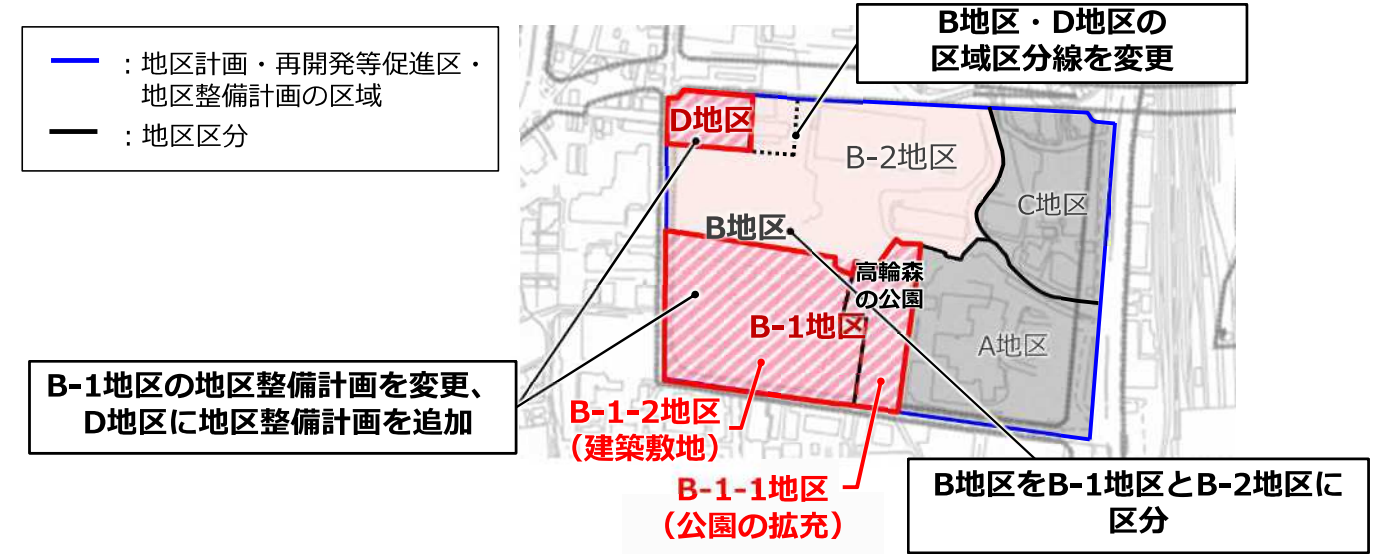 ：地区計画・再開発等促進区・
地区整備計画の区域
：地区区分
B地区・D地区の
区域区分線を変更
D地区
B-2地区
C地区
B地区
高輪森
の公園
B-1地区
A地区
B-1地区の地区整備計画を変更、
D地区に地区整備計画を追加
B-1-2地区
（建築敷地）
B-1-1地区
（公園の拡充）
B地区をB-1地区とB-2地区に
区分